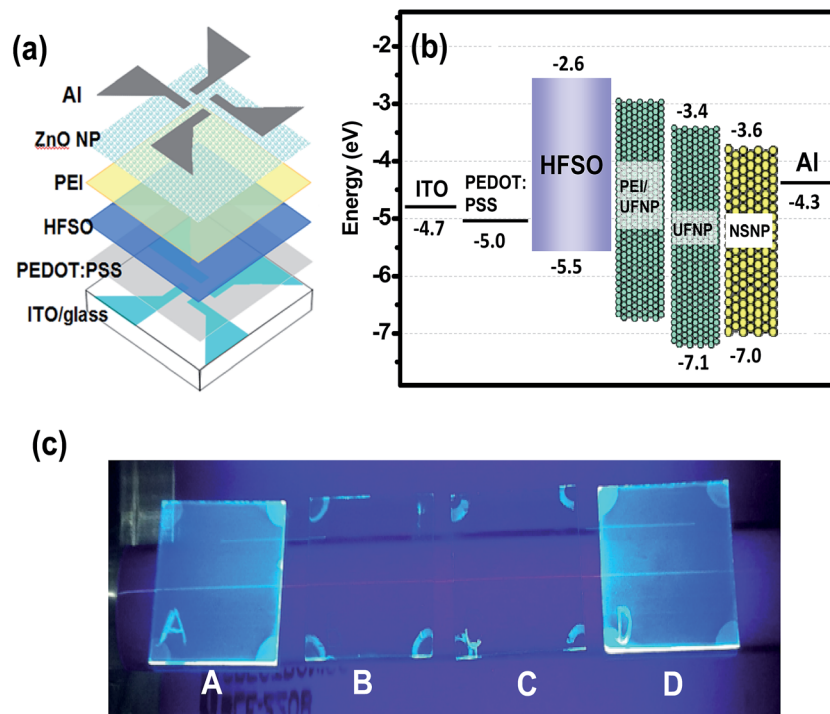 (a)
Al
ZnO NP
PEI
HFSO
PEDOT:PSS
ITO/glass
(b)
Energy (eV)
-2
-3
-4
-5
-6
-7
ITO
-4.7
PEDOT:
PSS
-5.0
-2.6
HFSO
-5.5
PEI/
UFNP
-3.4
UFNP
-7.1
-3.6
NSNP
-7.0
Al
-4.3
(c)
A
D
A
B
C
D